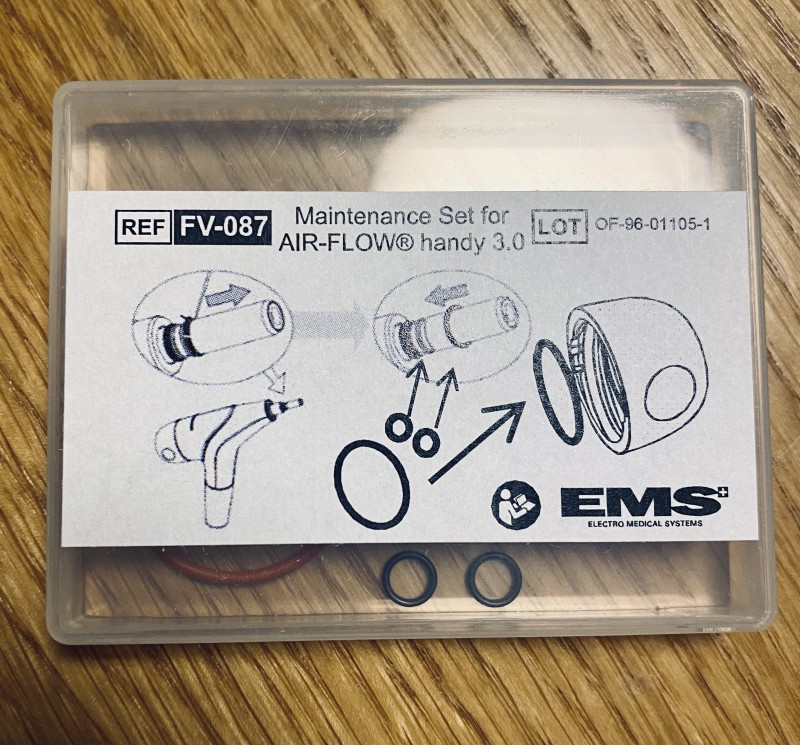 REF FV-087
Maintenance Set for
AIR-FLOW® handy 3.0
LOT OF-96-01105-1
EMS+
ELECTRO MEDICAL SYSTEMS